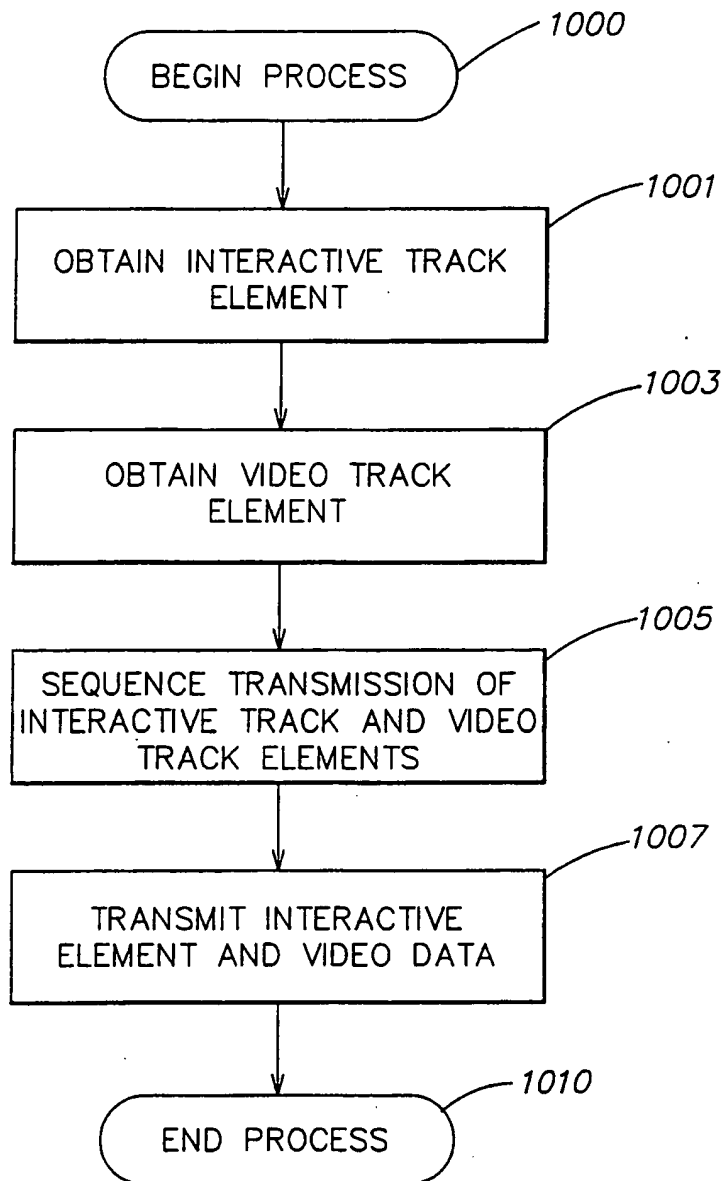 1000
BEGIN PROCESS
1001
OBTAIN INTERACTIVE TRACK
ELEMENT
1003
OBTAIN VIDEO TRACK
ELEMENT
1005
SEQUENCE TRANSMISSION OF
INTERACTIVE TRACK AND VIDEO
TRACK ELEMENTS
1007
TRANSMIT INTERACTIVE
ELEMENT AND VIDEO DATA
1010
END PROCESS